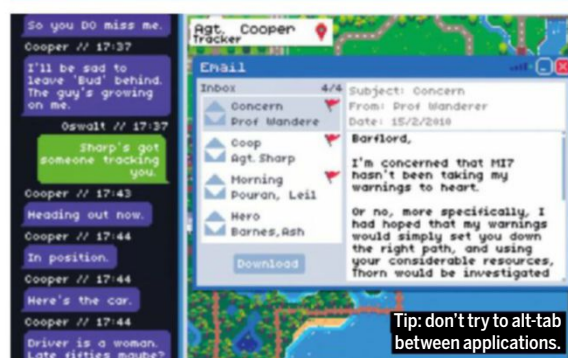 So you DO miss me.
Cooper // 17:37
I'll be sad to
leave 'Bud' behind.
The guy's growing
on me.
Oswalt // 17:37
Sharp's got
someone tracking
you.
Cooper // 17:43
Heading out now.
Cooper // 17:44
In position.
Cooper // 17:44
Here's the car.
Cooper // 17:44
Driver is a woman.
Late fifties maybe?
Agt. Cooper
Tracker
Email
Inbox 4/4
Concern
Prof Wandere
Coop
Agt. Sharp
Morning
Pouran, Leil
Hero
Barnes, Ash
Download
Subject: Concern
From: Prof Wanderer
Date: 15/2/2010
Barflord,
I'm concerned that MI7
hasn't been taking my
warnings to heart.
Or no, more specifically, I
had hoped that my warnings
would simply set you down
the right path, and using
your considerable resources,
Thorn would be investigated
Tip: don't try to alt-tab
between applications.